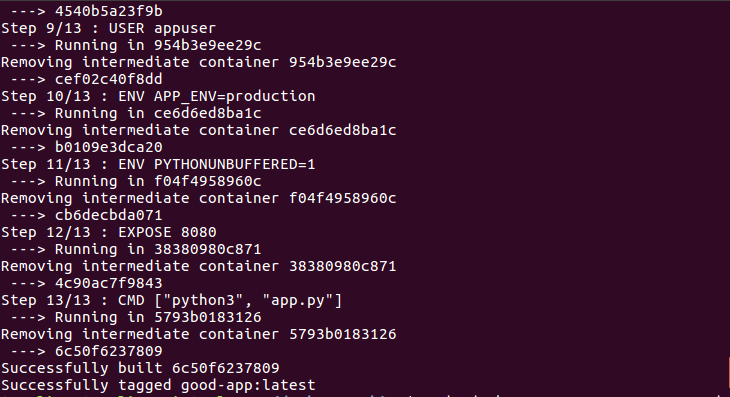 ---> 4540b5a23f9b
Step 9/13 : USER appuser
---> Running in 954b3e9ee29c
Removing intermediate container 954b3e9ee29c
---> cef02c40f8dd
Step 10/13 : ENV APP_ENV=production
---> Running in ce6d6ed8ba1c
Removing intermediate container ce6d6ed8ba1c
---> b0109e3dca20
Step 11/13 : ENV PYTHONUNBUFFERED=1
---> Running in f04f4958960c
Removing intermediate container f04f4958960c
---> cb6decbda071
Step 12/13 : EXPOSE 8080
---> Running in 38380980c871
Removing intermediate container 38380980c871
---> 4c90ac7f9843
Step 13/13 : CMD ["python3", "app.py"]
---> Running in 5793b0183126
Removing intermediate container 5793b0183126
---> 6c50f6237809
Successfully built 6c50f6237809
Successfully tagged good-app:latest